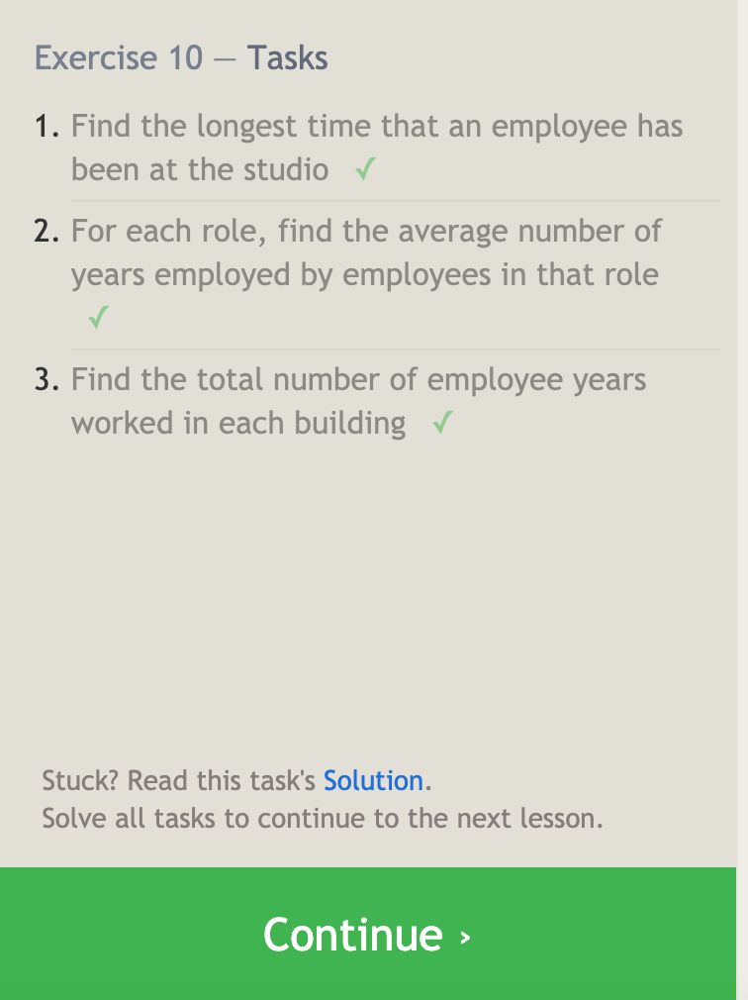 Exercise 10 — Tasks
1. Find the longest time that an employee has
been at the studio ✓
2. For each role, find the average number of
years employed by employees in that role
✓
3. Find the total number of employee years
worked in each building ✓
Stuck? Read this task's Solution.
Solve all tasks to continue to the next lesson.
Continue ›